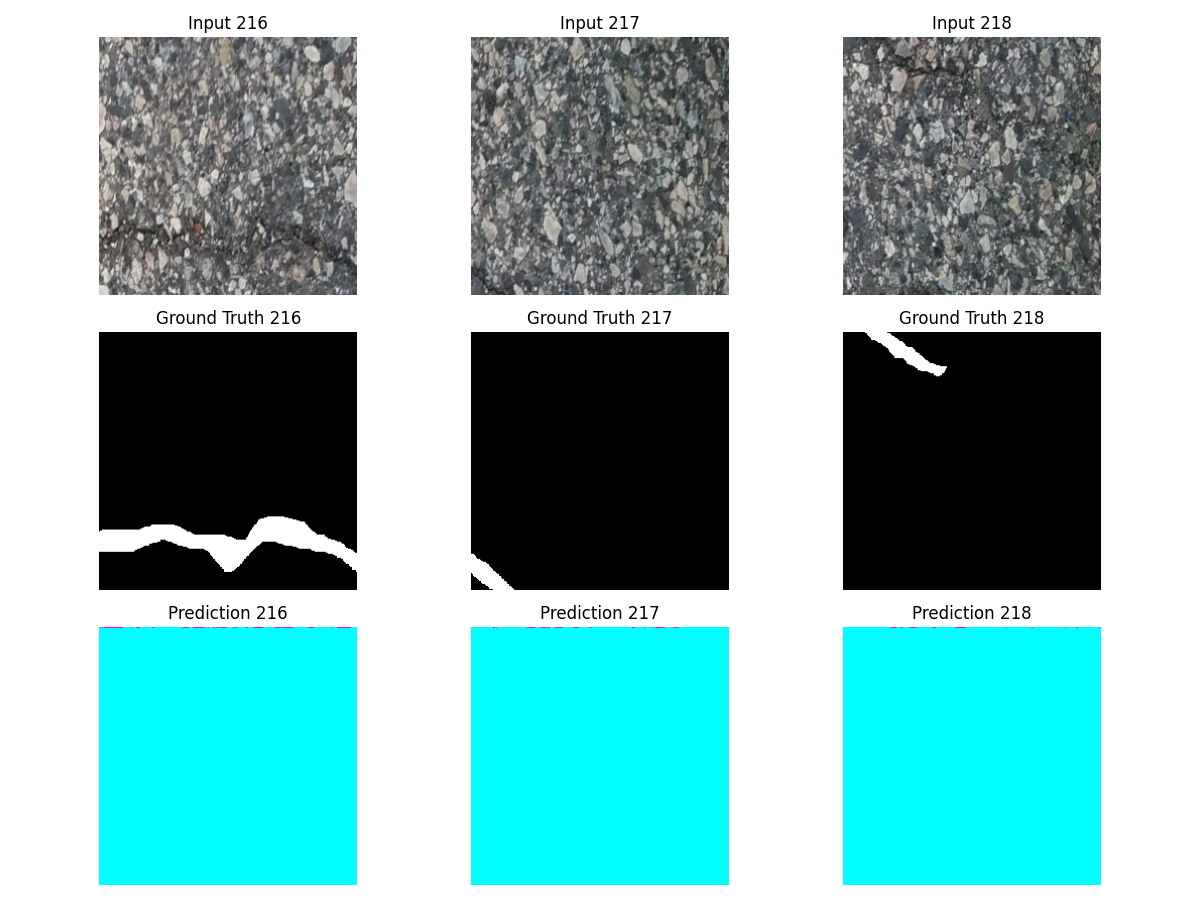 Input 216
Input 217
Input 218
Ground Truth 216
Ground Truth 217
Ground Truth 218
Prediction 216
Prediction 217
Prediction 218